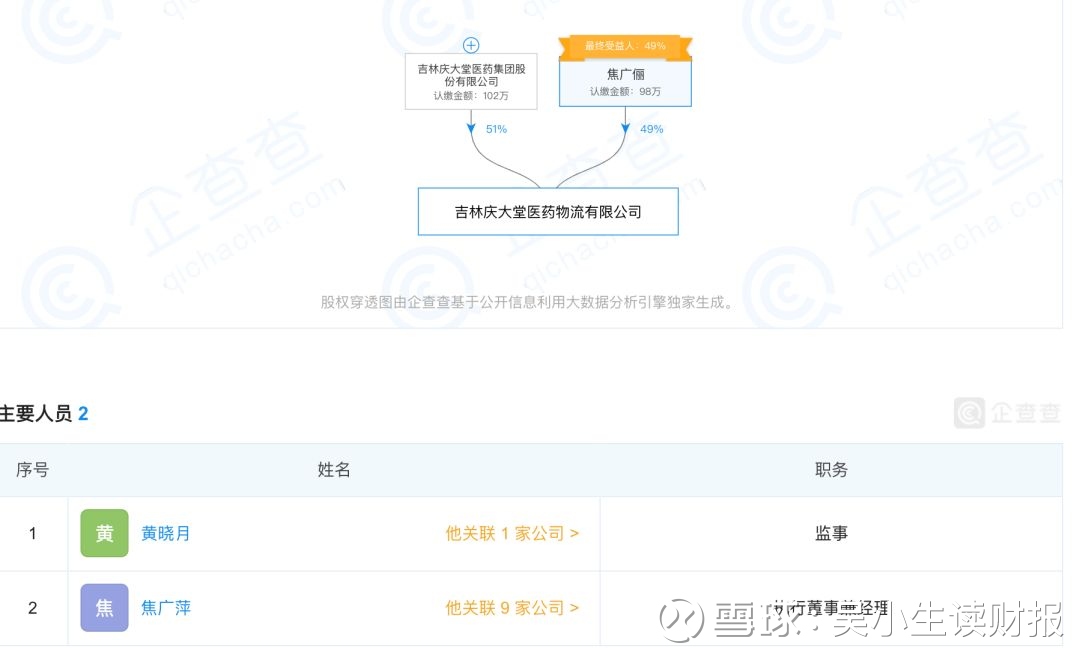 最终受益人：49%
吉林庆大堂医药集团股
份有限公司
认缴金额：102万
焦广俪
认缴金额：98万
51%
49%
吉林庆大堂医药物流有限公司
企查查
qichacha.com
股权穿透图由企查查基于公开信息利用大数据分析引擎独家生成。
主要人员 2
企查查
序号 姓名 职务
1 黄 黄晓月 他关联 1 家公司 > 监事
2 焦 焦广萍 他关联 9 家公司 > 执行董事兼经理
雪球：吴小生读财报